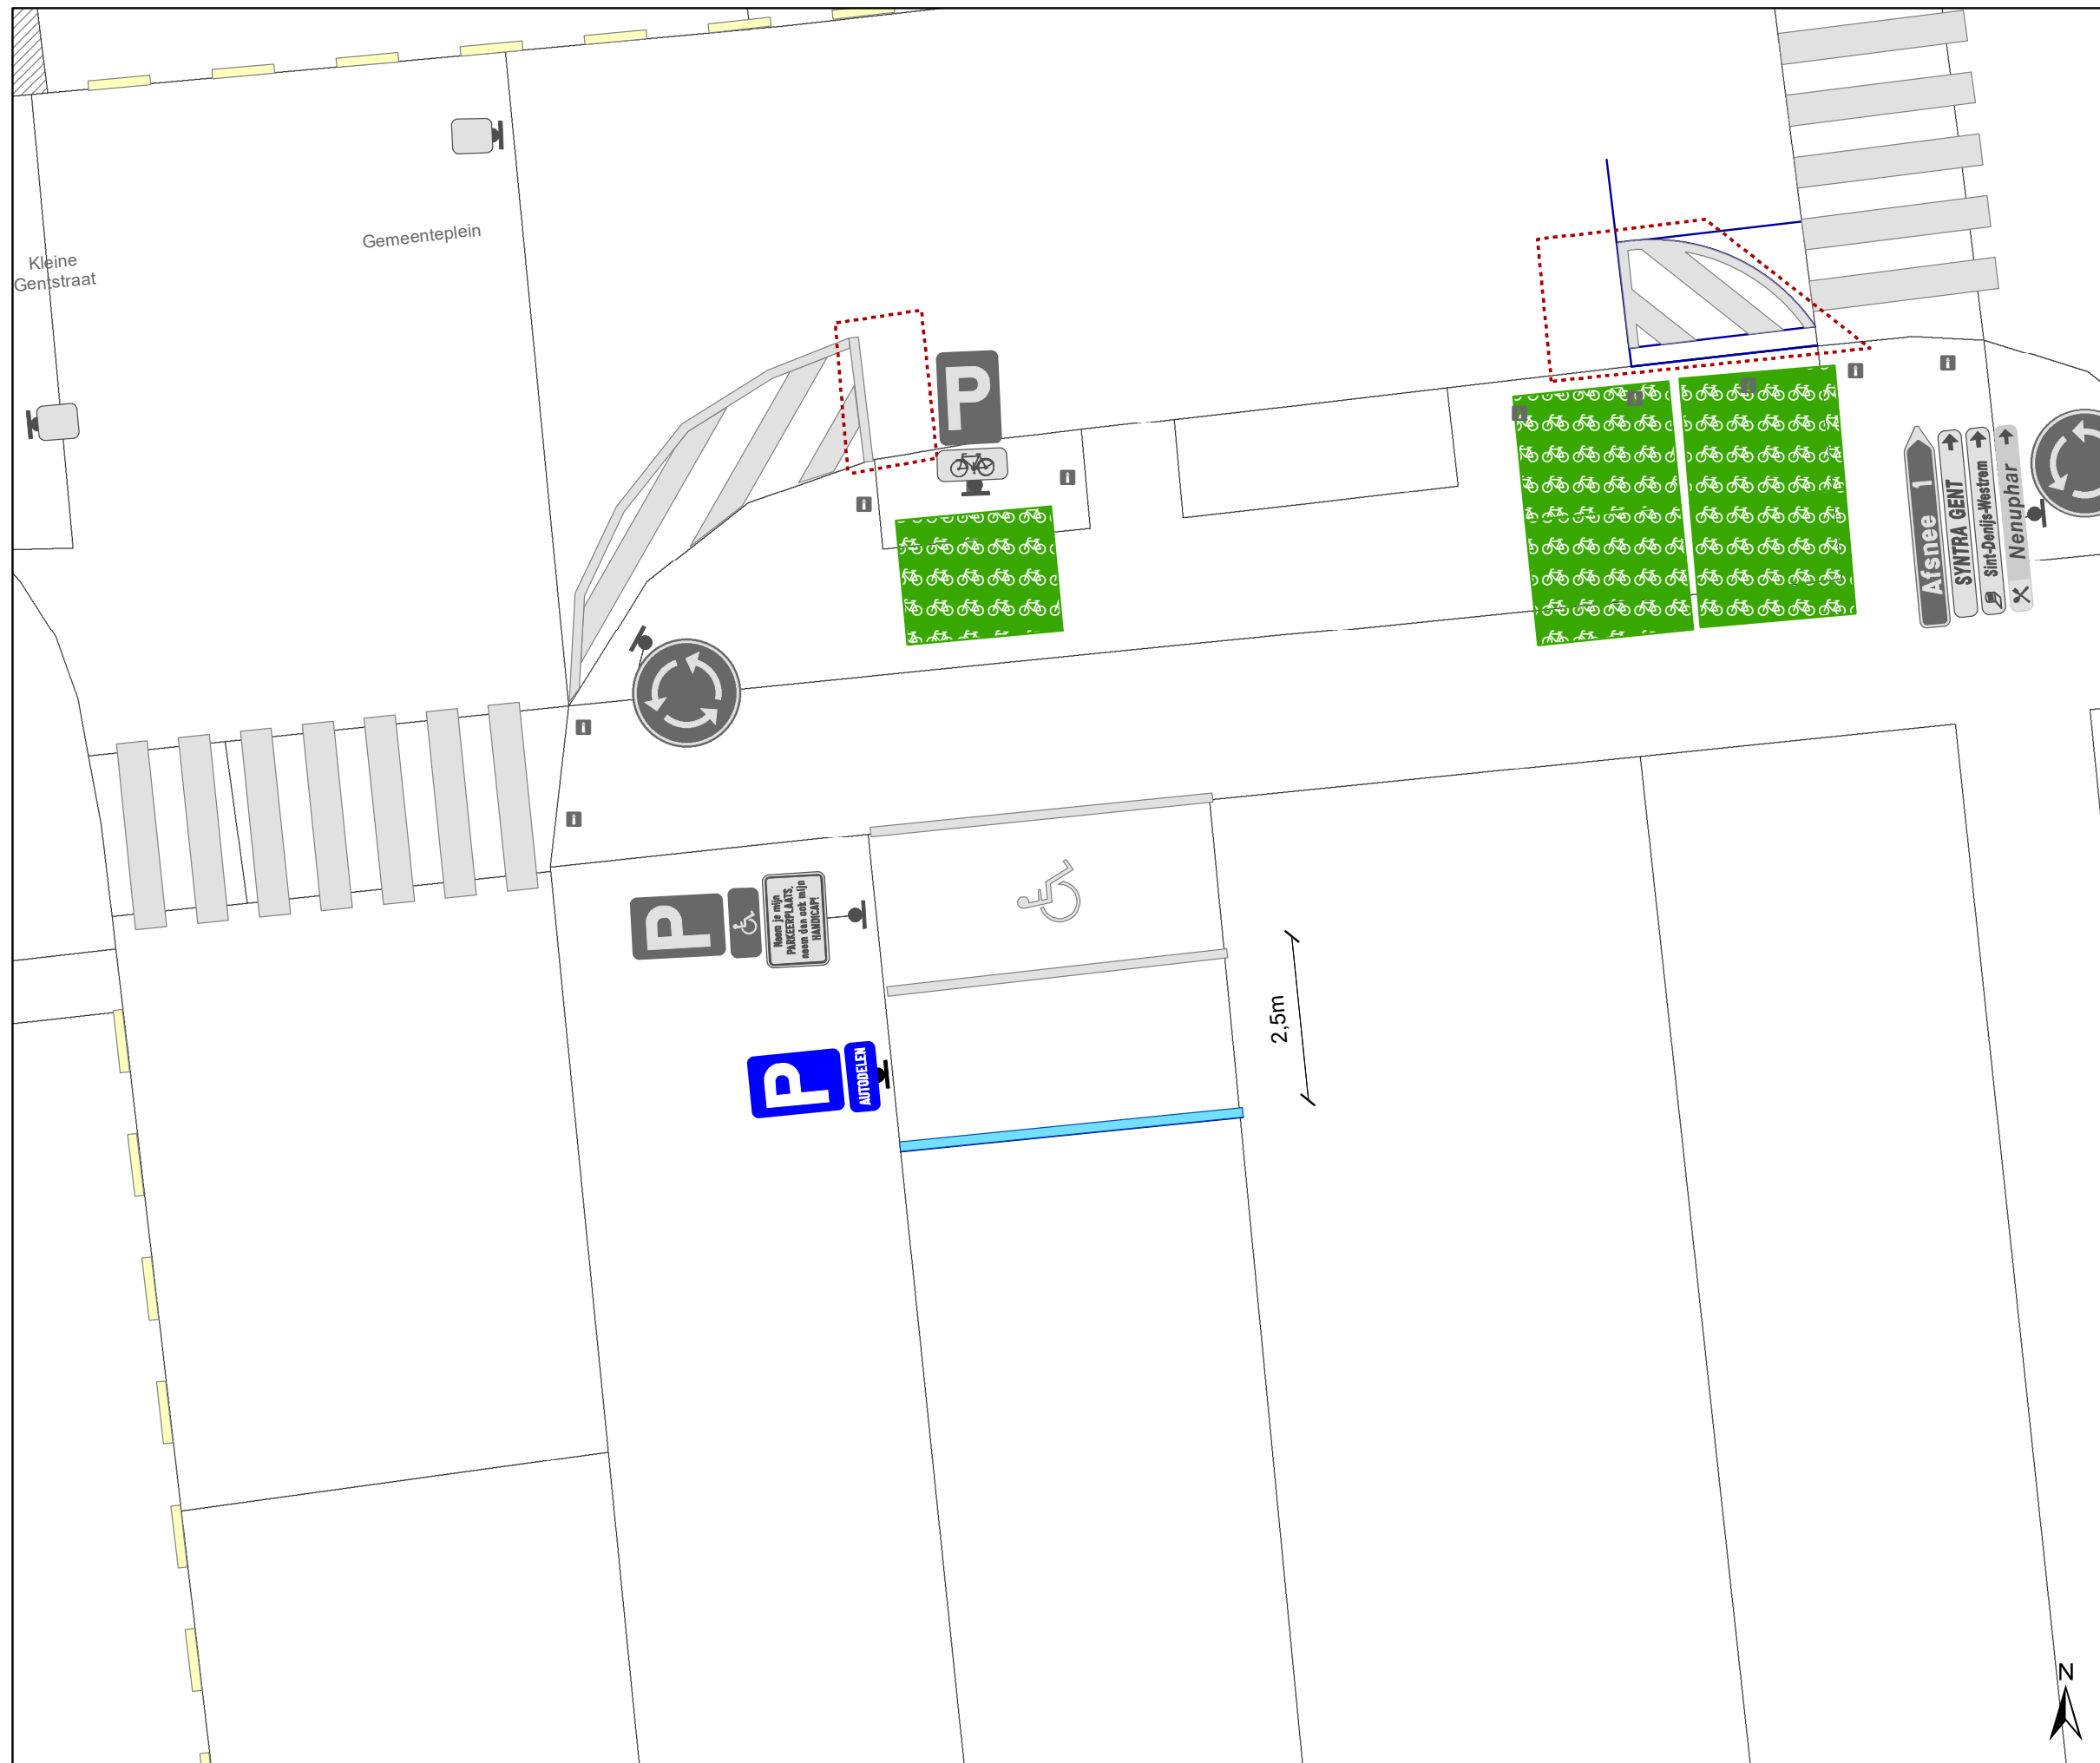 Gemeenteplein
Kleine
Gentstraat
P
Afsnee 1
SYNTRA GENT
Sint-Denijs-Westrem
Nenuphar
P
Neem je mijn
PARKEERPLAATS,
neem dan ook mijn
HANDICAP!
2,5m
P
AUTODELEN
N